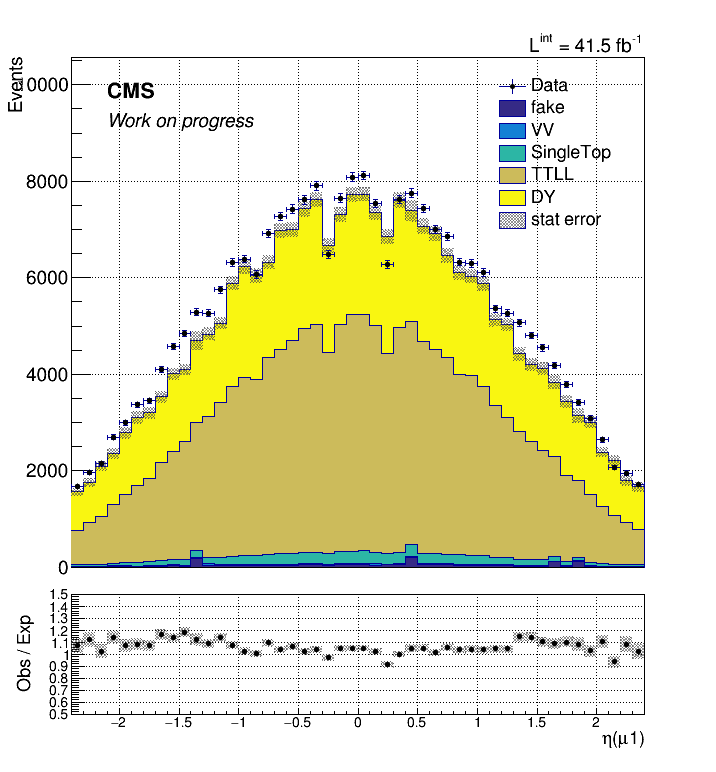 L^int = 41.5 fb^-1
Events
10000
8000
6000
4000
2000
0
CMS
Work on progress
Data
fake
VV
SingleTop
TTLL
DY
stat error
Obs / Exp
1.5
1.4
1.3
1.2
1.1
1
0.9
0.8
0.7
0.6
0.5
−2
−1.5
−1
−0.5
0
0.5
1
1.5
2
η(μ1)